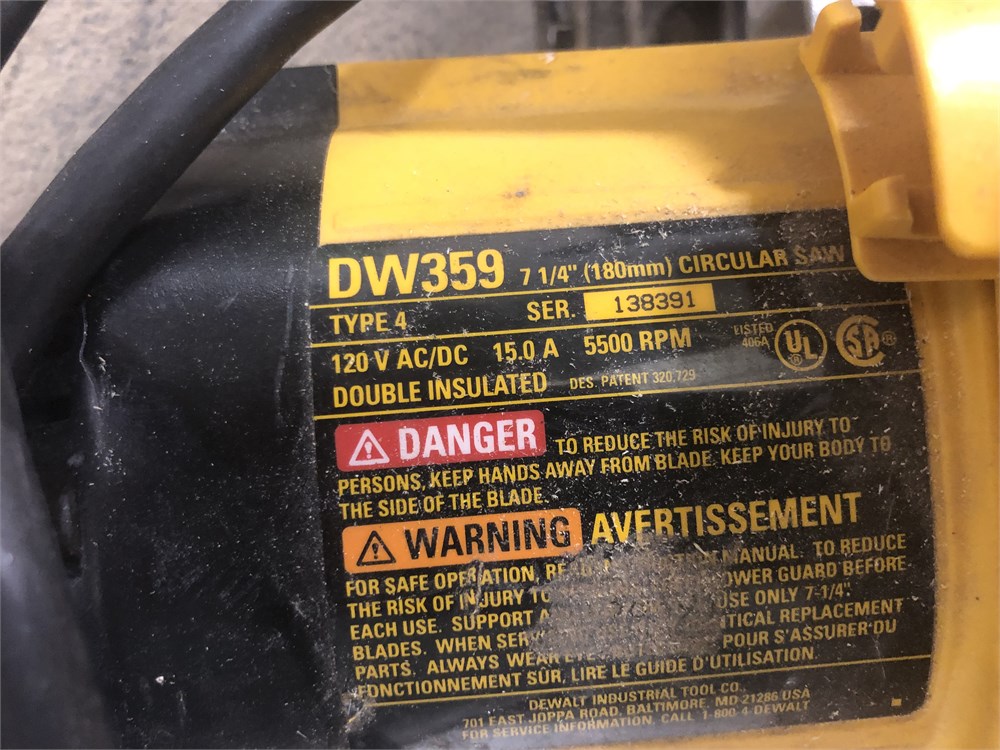 DW359 7 1/4" (180mm) CIRCULAR SAW
TYPE 4 SER. 138391
120 V AC/DC 15.0 A 5500 RPM LISTED 406A UL CSA
DOUBLE INSULATED DES. PATENT 320,729
DANGER TO REDUCE THE RISK OF INJURY TO
PERSONS, KEEP HANDS AWAY FROM BLADE. KEEP YOUR BODY TO
THE SIDE OF THE BLADE.
WARNING AVERTISSEMENT
FOR SAFE OPERATION, MANUAL. TO REDUCE
THE RISK OF INJURY TO GUARD BEFORE
EACH USE. SUPPORT USE ONLY 7-1/4"
BLADES. WHEN REPLACEMENT
PARTS. ALWAYS WEAR EYE POUR S'ASSURER DU
FONCTIONNEMENT SÛR, LIRE LE GUIDE D'UTILISATION.
DEWALT INDUSTRIAL TOOL CO.,
701 EAST JOPPA ROAD, BALTIMORE, MD 21286 USA
FOR SERVICE INFORMATION, CALL 1-800-4-DEWALT